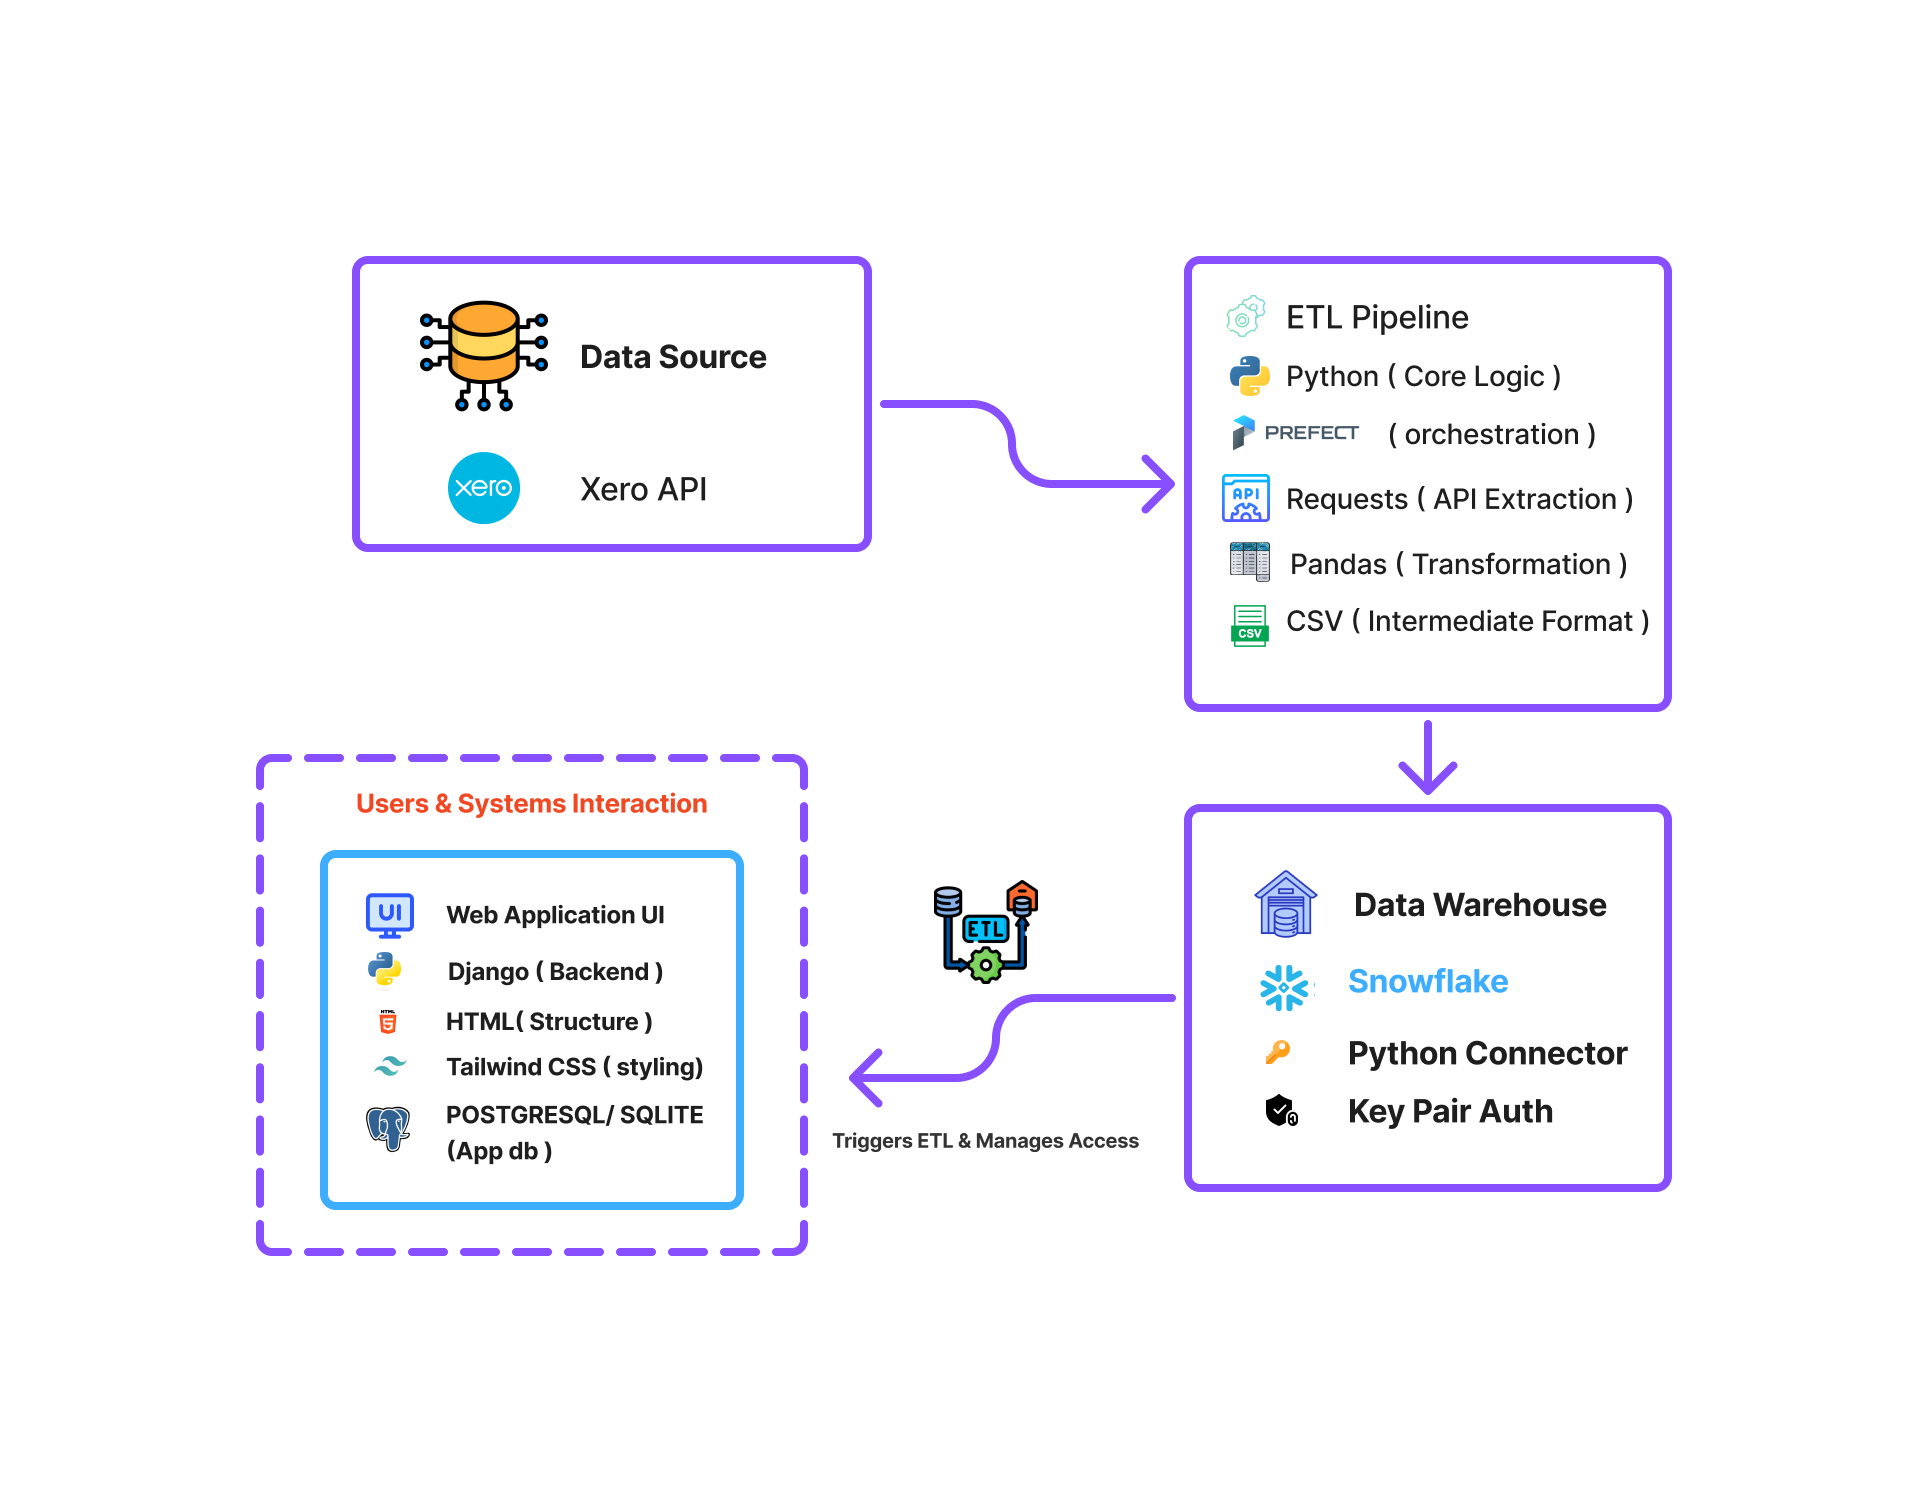 Data Source
xero
Xero API
ETL Pipeline
Python ( Core Logic )
PREFECT ( orchestration )
API
Requests ( API Extraction )
Pandas ( Transformation )
CSV
CSV ( Intermediate Format )
Users & Systems Interaction
UI
Web Application UI
Django ( Backend )
HTML
5
HTML( Structure )
Tailwind CSS ( styling)
POSTGRESQL/ SQLITE
(App db )
ETL
Triggers ETL & Manages Access
Data Warehouse
Snowflake
Python Connector
Key Pair Auth